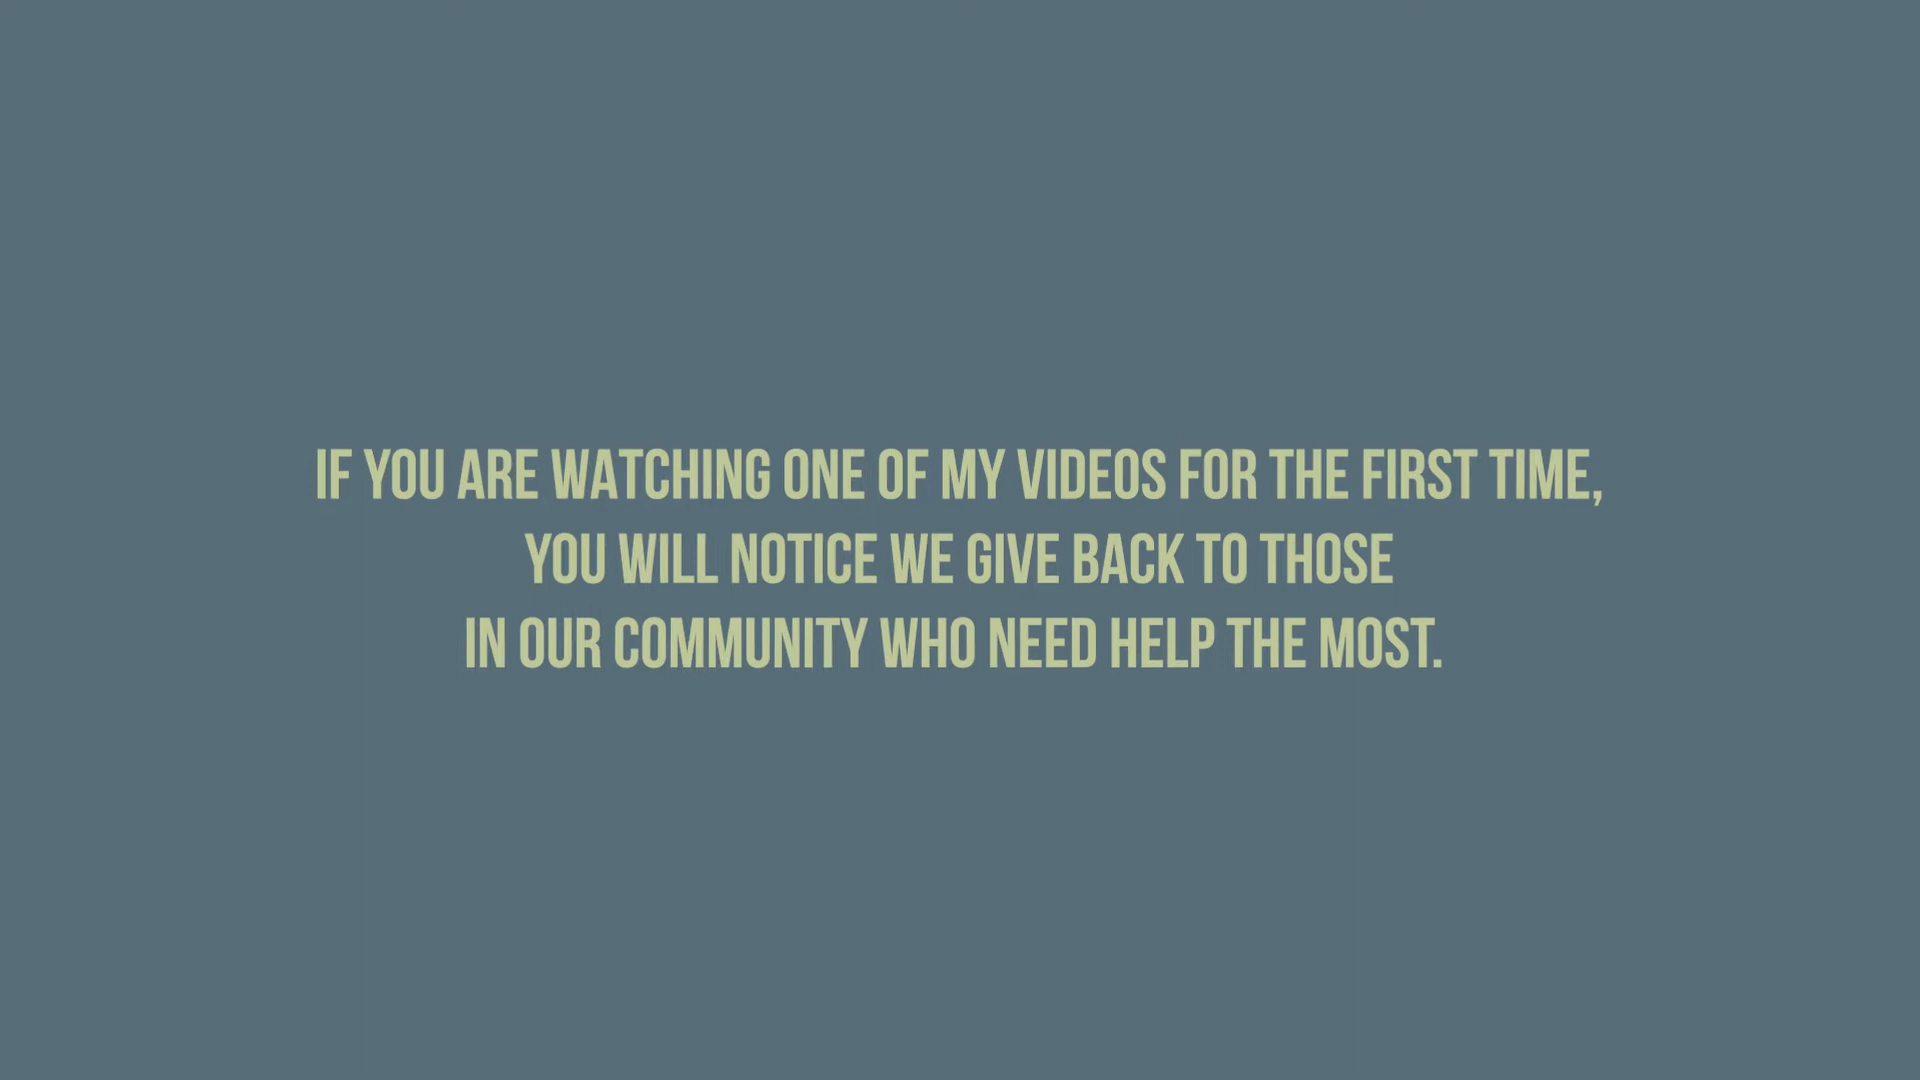 IF YOU ARE WATCHING ONE OF MY VIDEOS FOR THE FIRST TIME,
YOU WILL NOTICE WE GIVE BACK TO THOSE
IN OUR COMMUNITY WHO NEED HELP THE MOST.